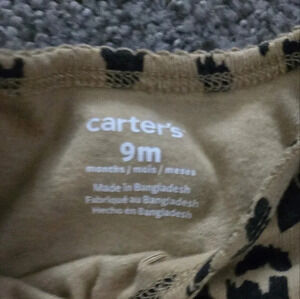 carter's
9m
months / mois / meses
Made in Bangladesh
Fabriqué au Bangladesh
Hecho en Bangladesh